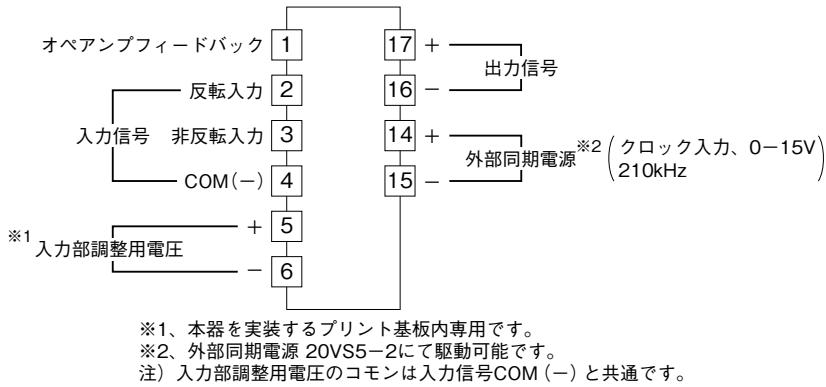 オペアンプフィードバック 1
17 +
出力信号
16 −
反転入力 2
入力信号
非反転入力 3
COM(−) 4
14 +
外部同期電源※2 (クロック入力、0−15V
210kHz)
15 −
※1 入力部調整用電圧
+ 5
− 6
※1、本器を実装するプリント基板内専用です。
※2、外部同期電源 20VS5−2にて駆動可能です。
注）入力部調整用電圧のコモンは入力信号COM (−) と共通です。